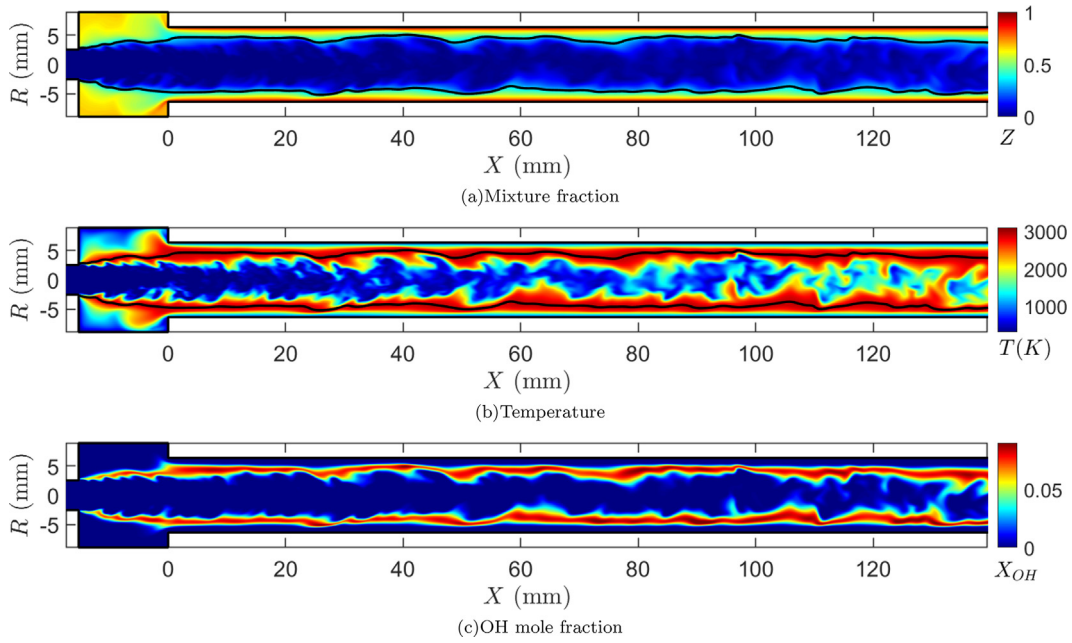 5
0
-5
R (mm)
0 20 40 60 80 100 120
X (mm)
1
0.5
0
Z
(a)Mixture fraction
5
0
-5
R (mm)
0 20 40 60 80 100 120
X (mm)
3000
2000
1000
T(K)
(b)Temperature
5
0
-5
R (mm)
0 20 40 60 80 100 120
X (mm)
0.05
0
X_OH
(c)OH mole fraction